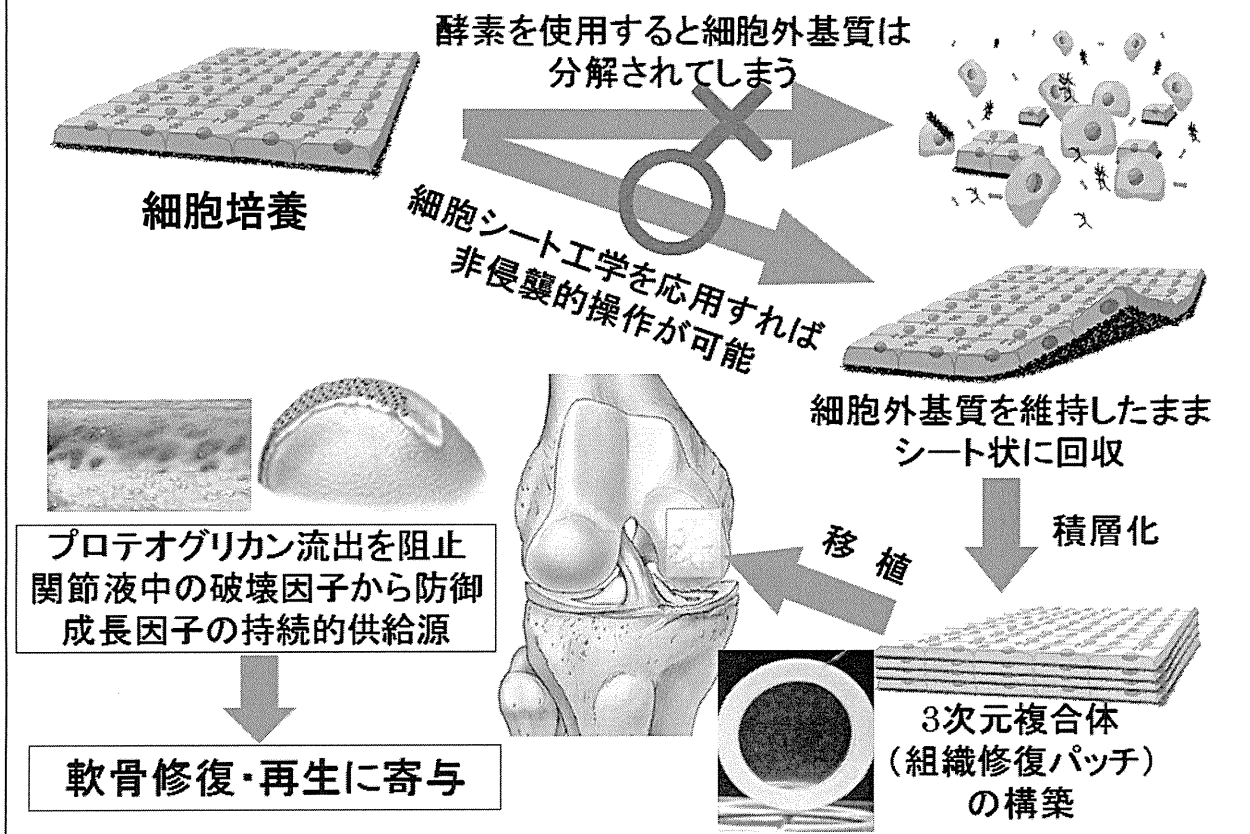 酵素を使用すると細胞外基質は
分解されてしまう
細胞培養
細胞シート工学を応用すれば
非侵襲的操作が可能
細胞外基質を維持したまま
シート状に回収
積層化
移植
3次元複合体
（組織修復パッチ）
の構築
プロテオグリカン流出を阻止
関節液中の破壊因子から防御
成長因子の持続的供給源
軟骨修復・再生に寄与